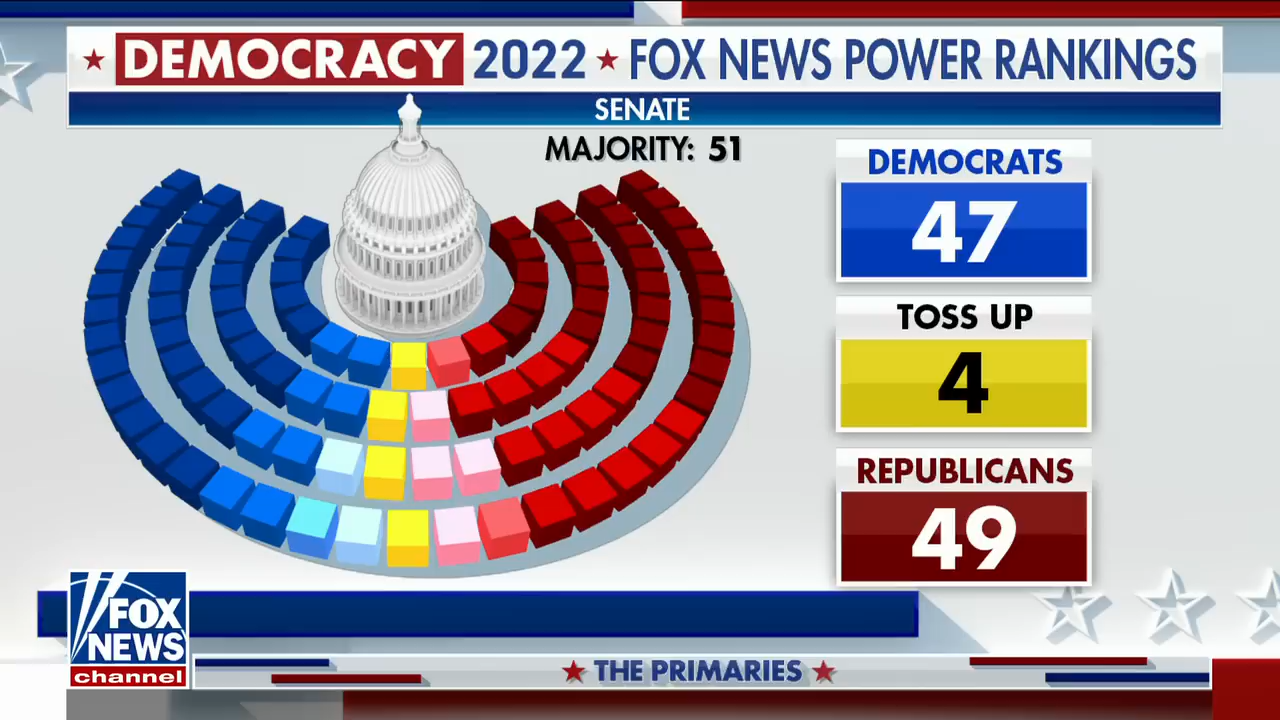 DEMOCRACY 2022 ★ FOX NEWS POWER RANKINGS
SENATE
MAJORITY: 51
DEMOCRATS
47
TOSS UP
4
REPUBLICANS
49
FOX
NEWS
channel
THE PRIMARIES